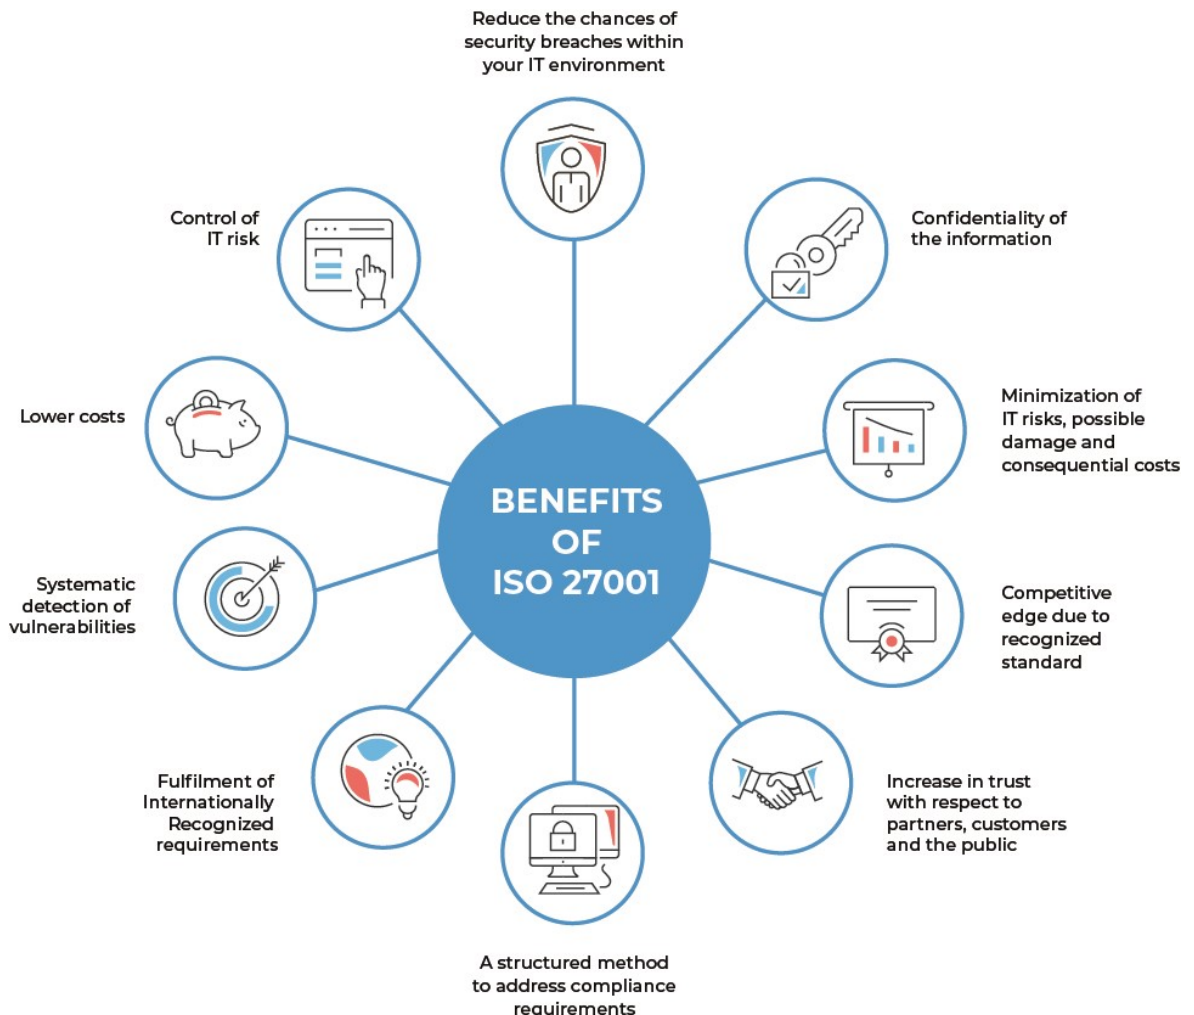 Reduce the chances of
security breaches within
your IT environment
Control of
IT risk
Confidentiality of
the information
Lower costs
Minimization of
IT risks, possible
damage and
consequential costs
BENEFITS
OF
ISO 27001
Systematic
detection of
vulnerabilities
Competitive
edge due to
recognized
standard
Fulfilment of
Internationally
Recognized
requirements
Increase in trust
with respect to
partners, customers
and the public
A structured method
to address compliance
requirements